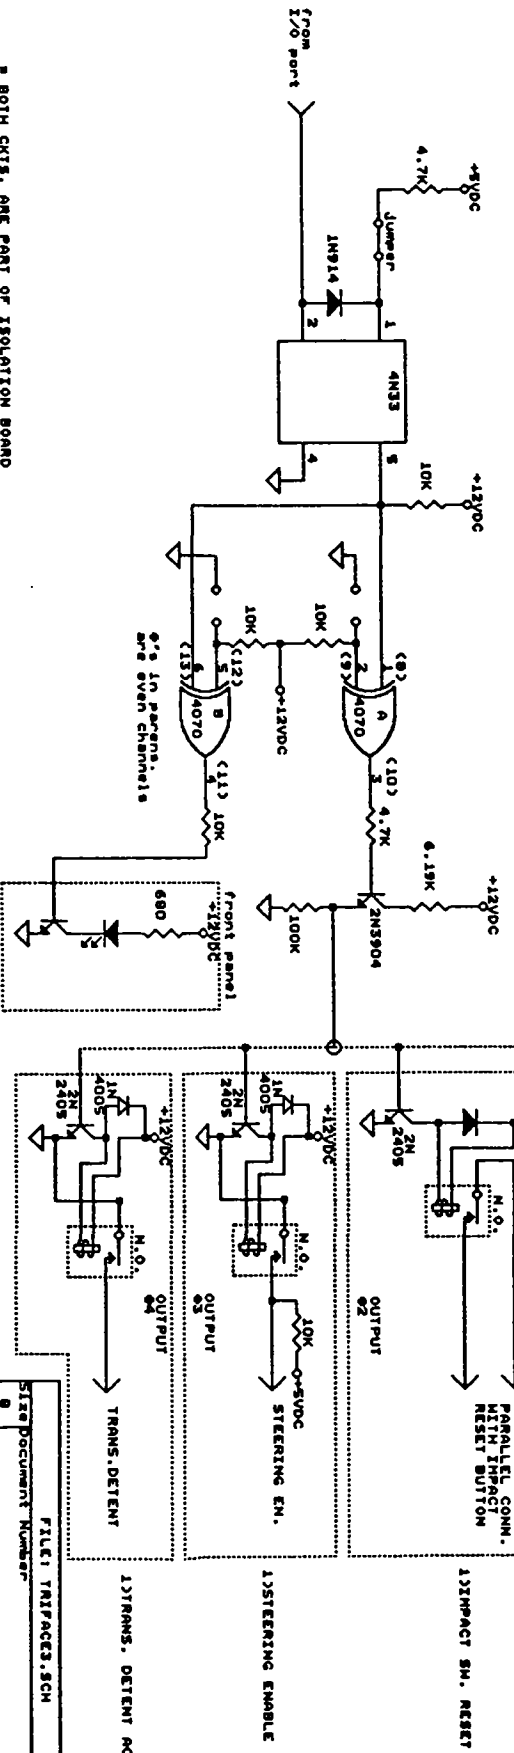 from
I/O port
+5VDC
4.7K
Jumper
1N914
1
2
4N33
5
4
10K
+12VDC
10K
10K
+12VDC
(8)
1
2
(9)
A
4070
3
(10)
(12)
5
6
(13)
B
4070
4
(11)
#'s in parens.
are even channels
4.7K
10K
6.19K
+12VDC
2N3904
100K
front panel
+12VDC
680
2N
2405
N.O.
OUTPUT
#2
PARALLEL CONN.
WITH IMPACT
RESET BUTTON
1)IMPACT SW. RESET
+12VDC
1N
4005
2N
2405
N.O.
OUTPUT
#3
10K
+5VDC
STEERING EN.
1)STEERING ENABLE
+12VDC
1N
4005
2N
2405
N.O.
OUTPUT
#4
TRANS.DETENT
1)TRANS. DETENT AC
BOTH CKTS. ARE PART OF ISOLATION BOARD
FILE: TRIFACES.SCH
Size
Document Number
B